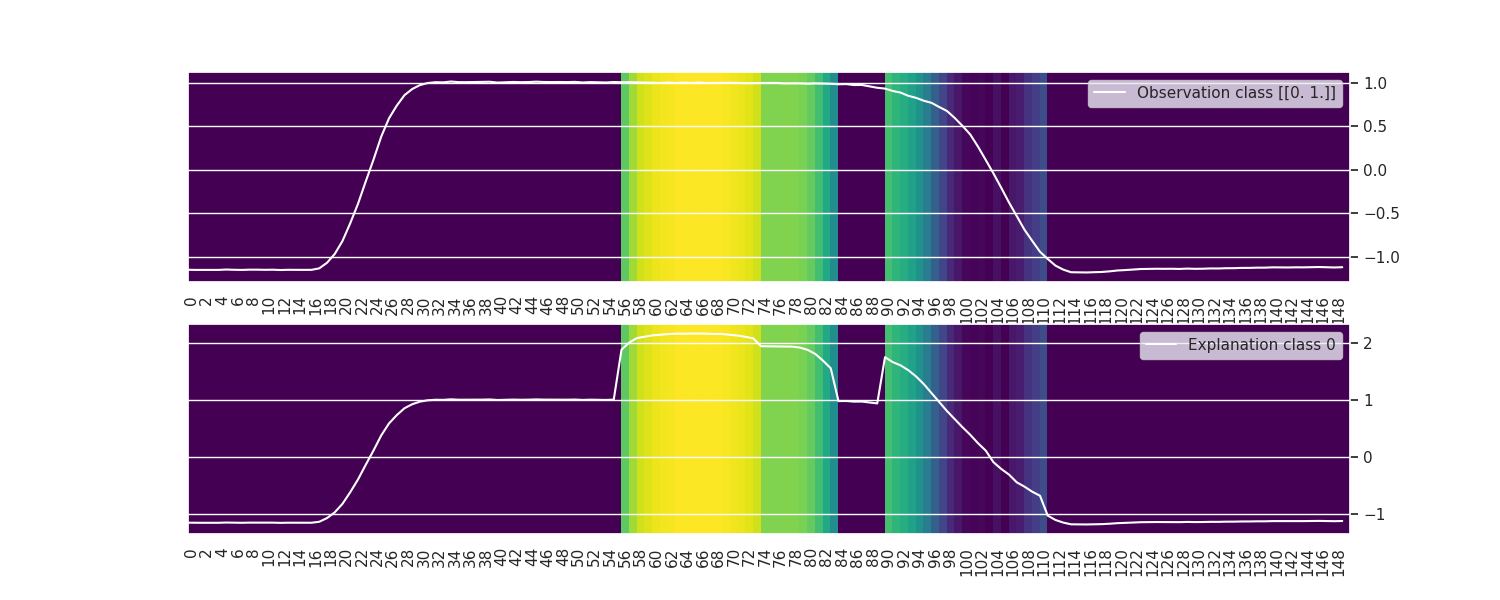 Observation class [[0. 1.]]
1.0
0.5
0.0
−0.5
−1.0
0 2 4 6 8 10 12 14 16 18 20 22 24 26 28 30 32 34 36 38 40 42 44 46 48 50 52 54 56 58 60 62 64 66 68 70 72 74 76 78 80 82 84 86 88 90 92 94 96 98 100 102 104 106 108 110 112 114 116 118 120 122 124 126 128 130 132 134 136 138 140 142 144 146 148
Explanation class 0
2
1
0
−1
0 2 4 6 8 10 12 14 16 18 20 22 24 26 28 30 32 34 36 38 40 42 44 46 48 50 52 54 56 58 60 62 64 66 68 70 72 74 76 78 80 82 84 86 88 90 92 94 96 98 100 102 104 106 108 110 112 114 116 118 120 122 124 126 128 130 132 134 136 138 140 142 144 146 148